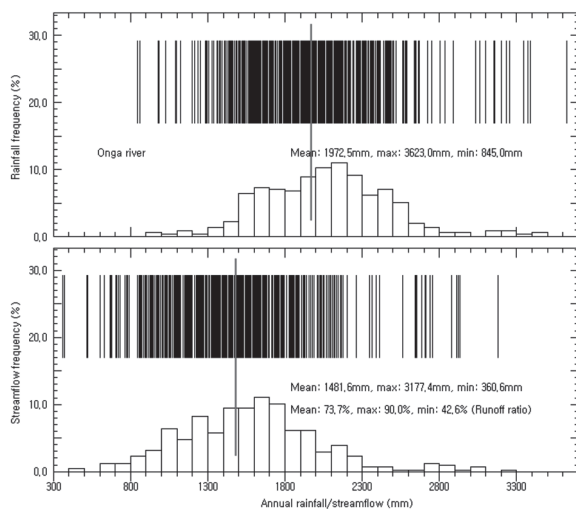 30,0
20,0
10,0
0,0
Rainfall frequency (%)
Onga river
Mean: 1972,5mm, max: 3623,0mm, min: 845,0mm
30,0
20,0
10,0
0,0
Streamflow frequency (%)
Mean: 1481,6mm, max: 3177,4mm, min: 360,6mm
Mean: 73,7%, max: 90,0%, min: 42,6% (Runoff ratio)
300 800 1300 1800 2300 2800 3300
Annual rainfall/streamflow (mm)